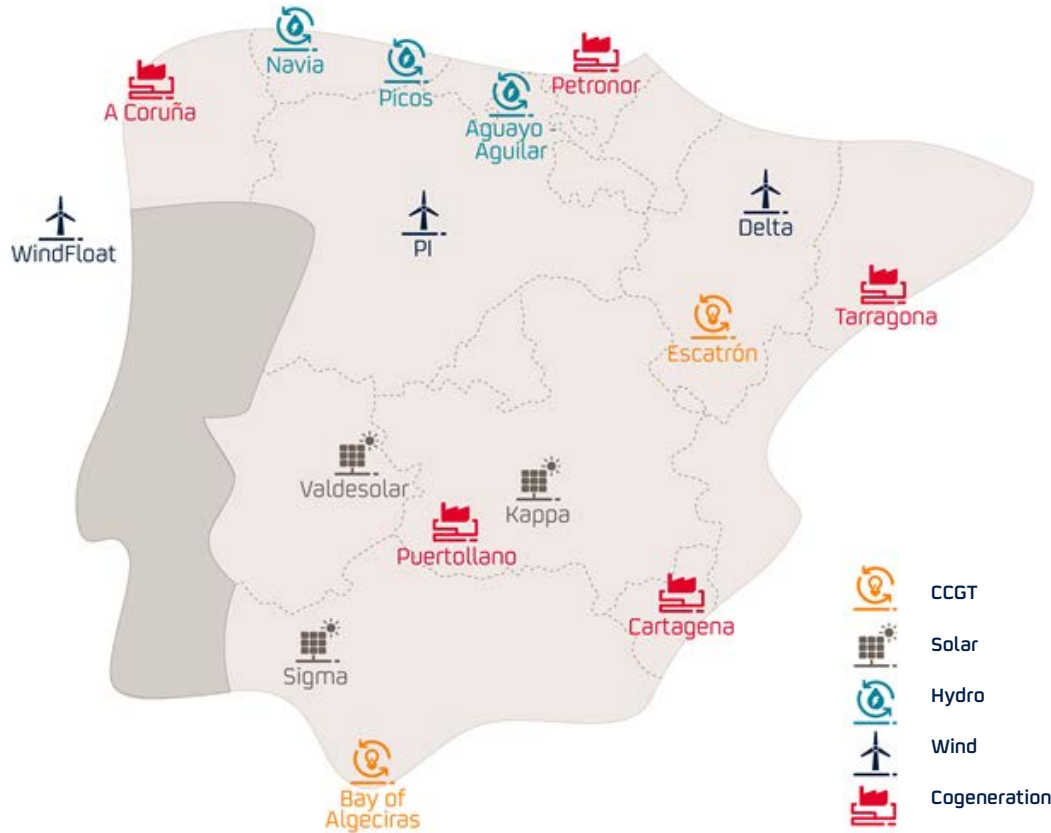 Navia
Picos
Petronor
A Coruña
Aguayo -
Aguilar
WindFloat
PI
Delta
Tarragona
Escatrón
Valdesolar
Kappa
Puertollano
Cartagena
Sigma
Bay of
Algeciras
CCGT
Solar
Hydro
Wind
Cogeneration